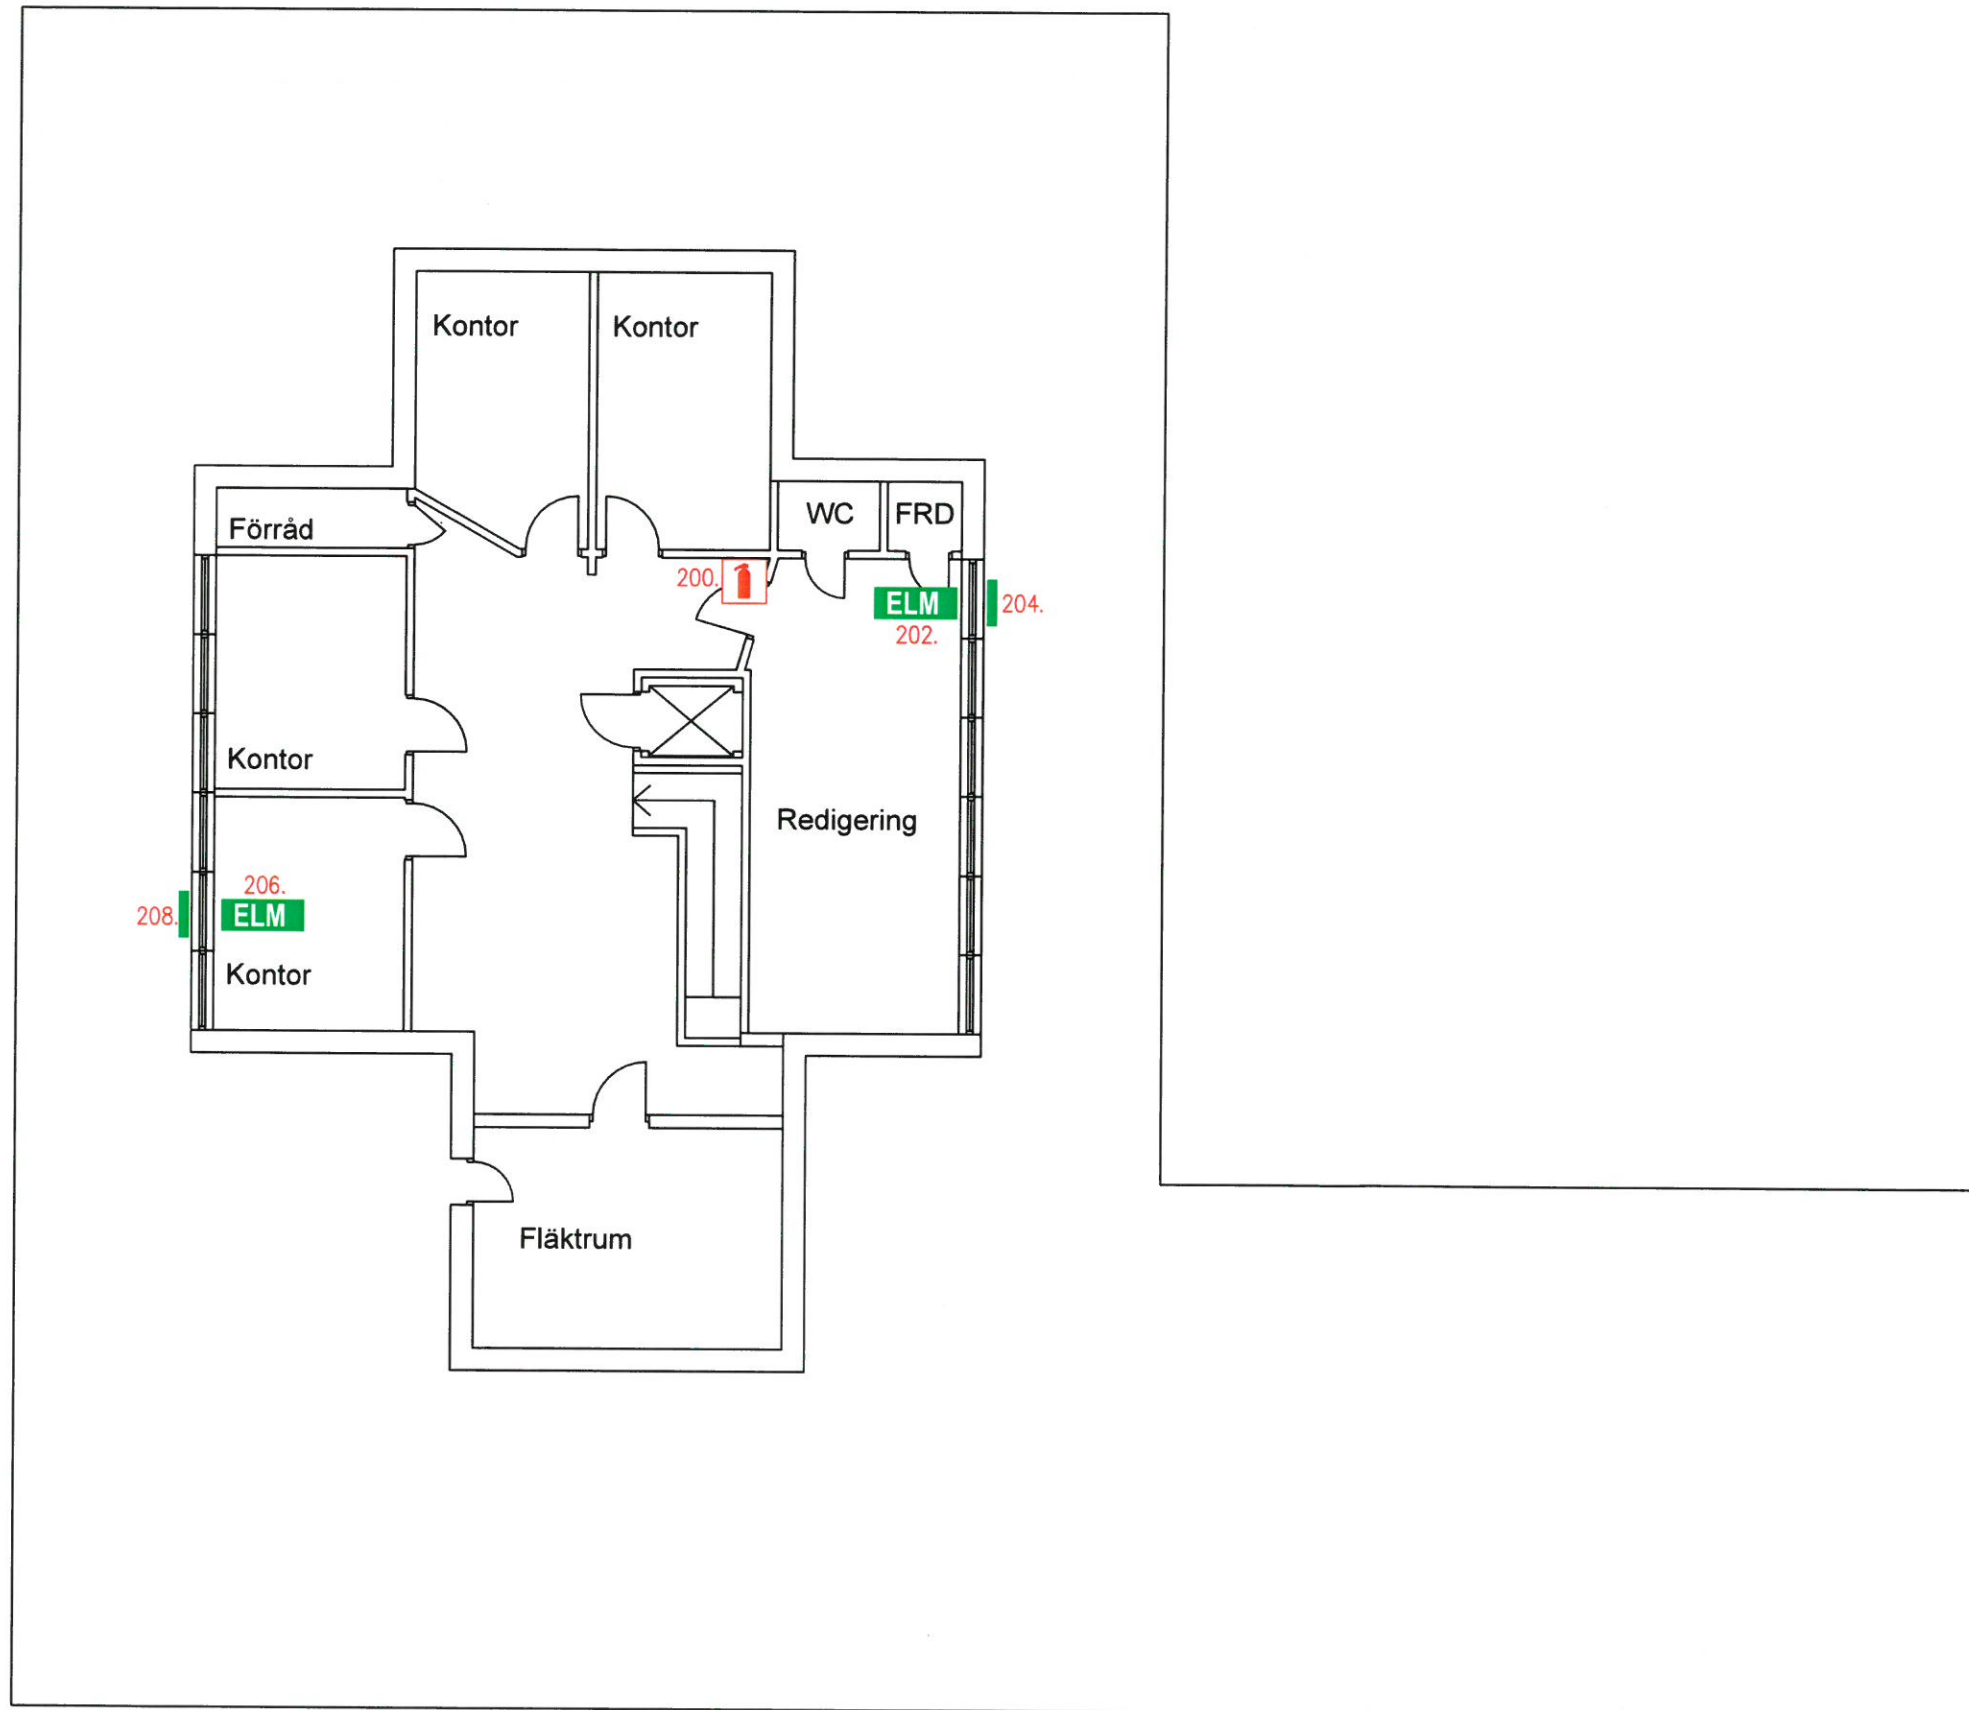 Kontor
Kontor
WC
FRD
Förråd
200.
ELM
204.
202.
Kontor
Redigering
206.
208.
ELM
Kontor
Fläktrum